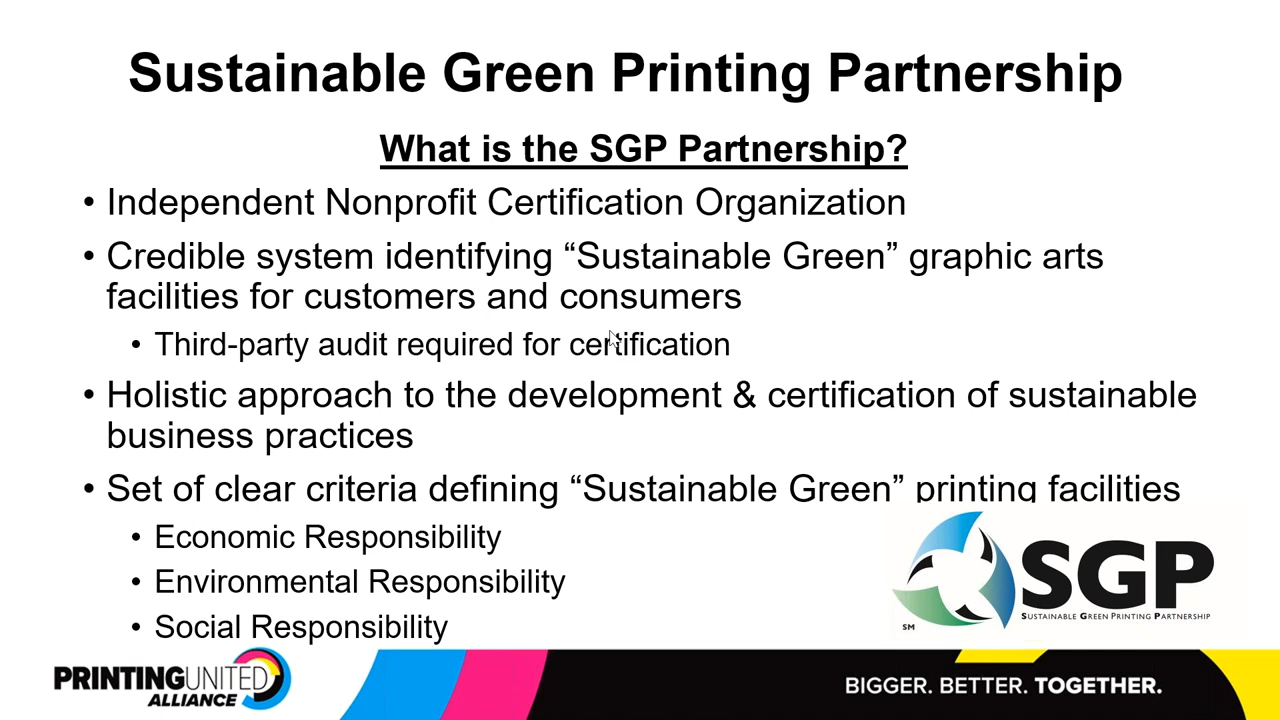 Sustainable Green Printing Partnership
What is the SGP Partnership?
• Independent Nonprofit Certification Organization
• Credible system identifying “Sustainable Green” graphic arts
facilities for customers and consumers
• Third-party audit required for certification
• Holistic approach to the development & certification of sustainable
business practices
• Set of clear criteria defining “Sustainable Green” printing facilities
• Economic Responsibility
• Environmental Responsibility
• Social Responsibility
SGP
SUSTAINABLE GREEN PRINTING PARTNERSHIP
SM
PRINTINGUNITED
ALLIANCE
BIGGER. BETTER. TOGETHER.